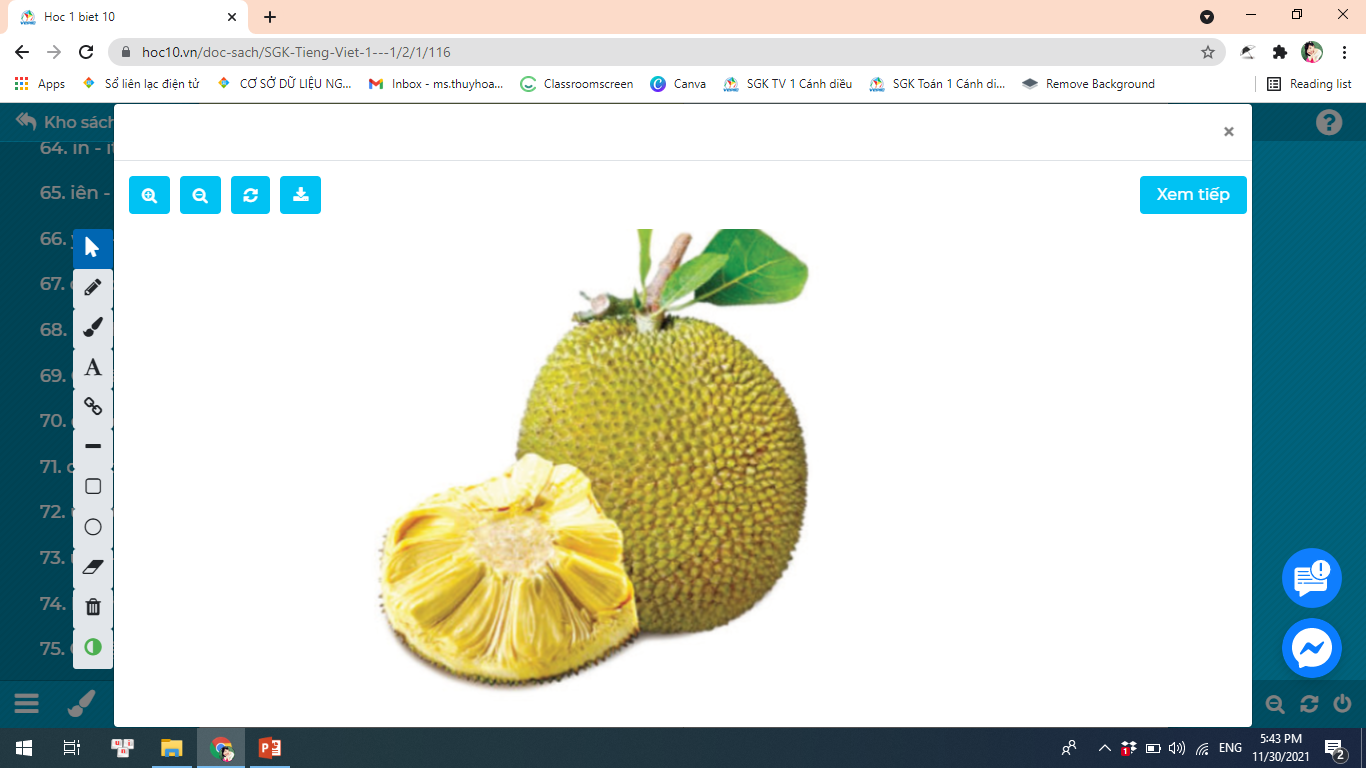 Hoc 1 biet 10
hoc10.vn/doc-sach/SGK-Tieng-Viet-1---1/2/1/116
Apps Sổ liên lạc điện tử CƠ SỞ DỮ LIỆU NG... Inbox - ms.thuyhoa... Classroomscreen Canva SGK TV 1 Cánh diều SGK Toán 1 Cánh di... Remove Background Reading list
Kho sách
64. in -
65. iên -
66.
67.
68.
69.
70.
71.
72.
73.
74.
75.
Xem tiếp
A
ENG
5:43 PM
11/30/2021
2